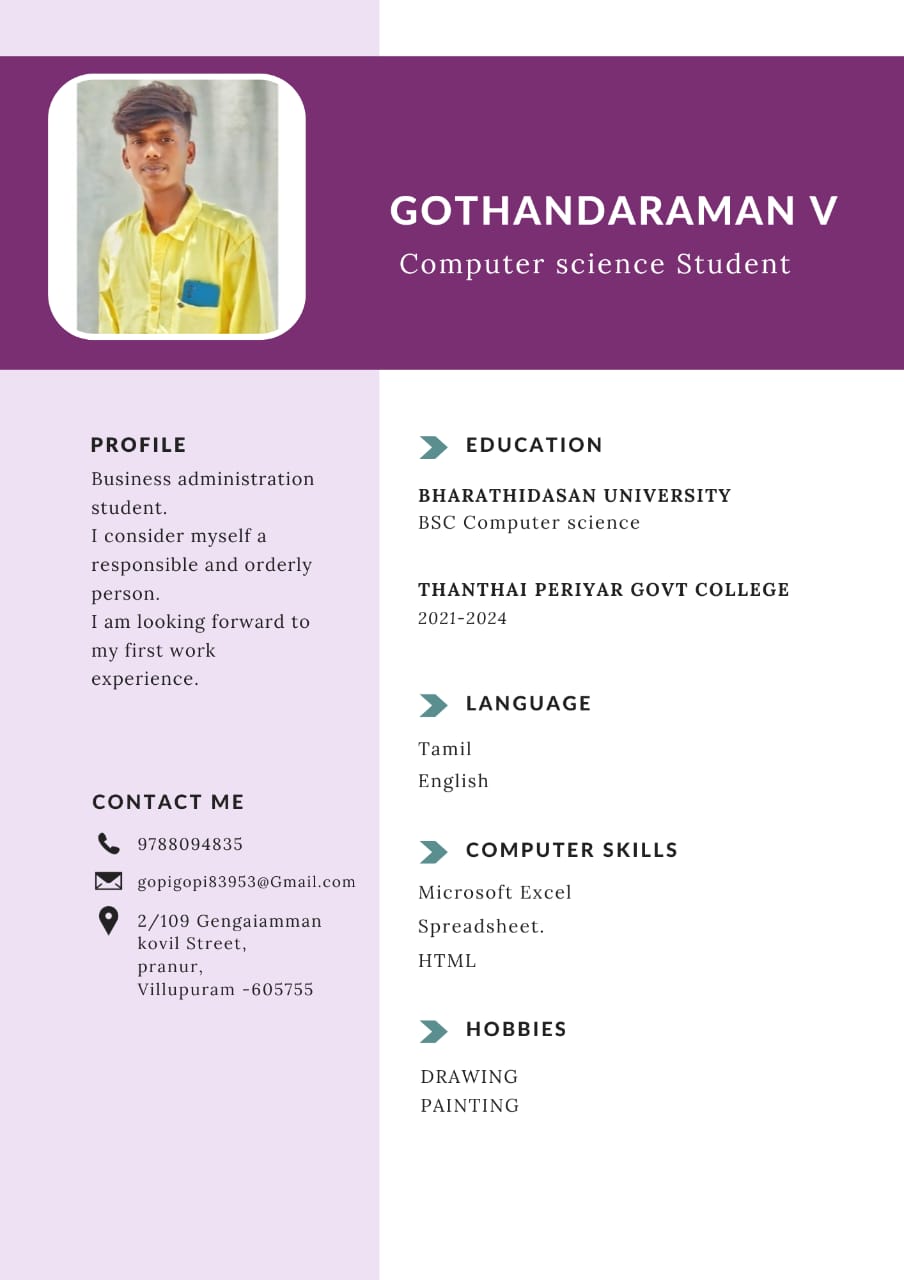 GOTHANDARAMAN V
Computer science Student
PROFILE
Business administration
student.
I consider myself a
responsible and orderly
person.
I am looking forward to
my first work
experience.
CONTACT ME
9788094835
gopigopi83953@Gmail.com
2/109 Gengaiamman
kovil Street,
pranur,
Villupuram -605755
EDUCATION
BHARATHIDASAN UNIVERSITY
BSC Computer science
THANTHAI PERIYAR GOVT COLLEGE
2021-2024
LANGUAGE
Tamil
English
COMPUTER SKILLS
Microsoft Excel
Spreadsheet.
HTML
HOBBIES
DRAWING
PAINTING